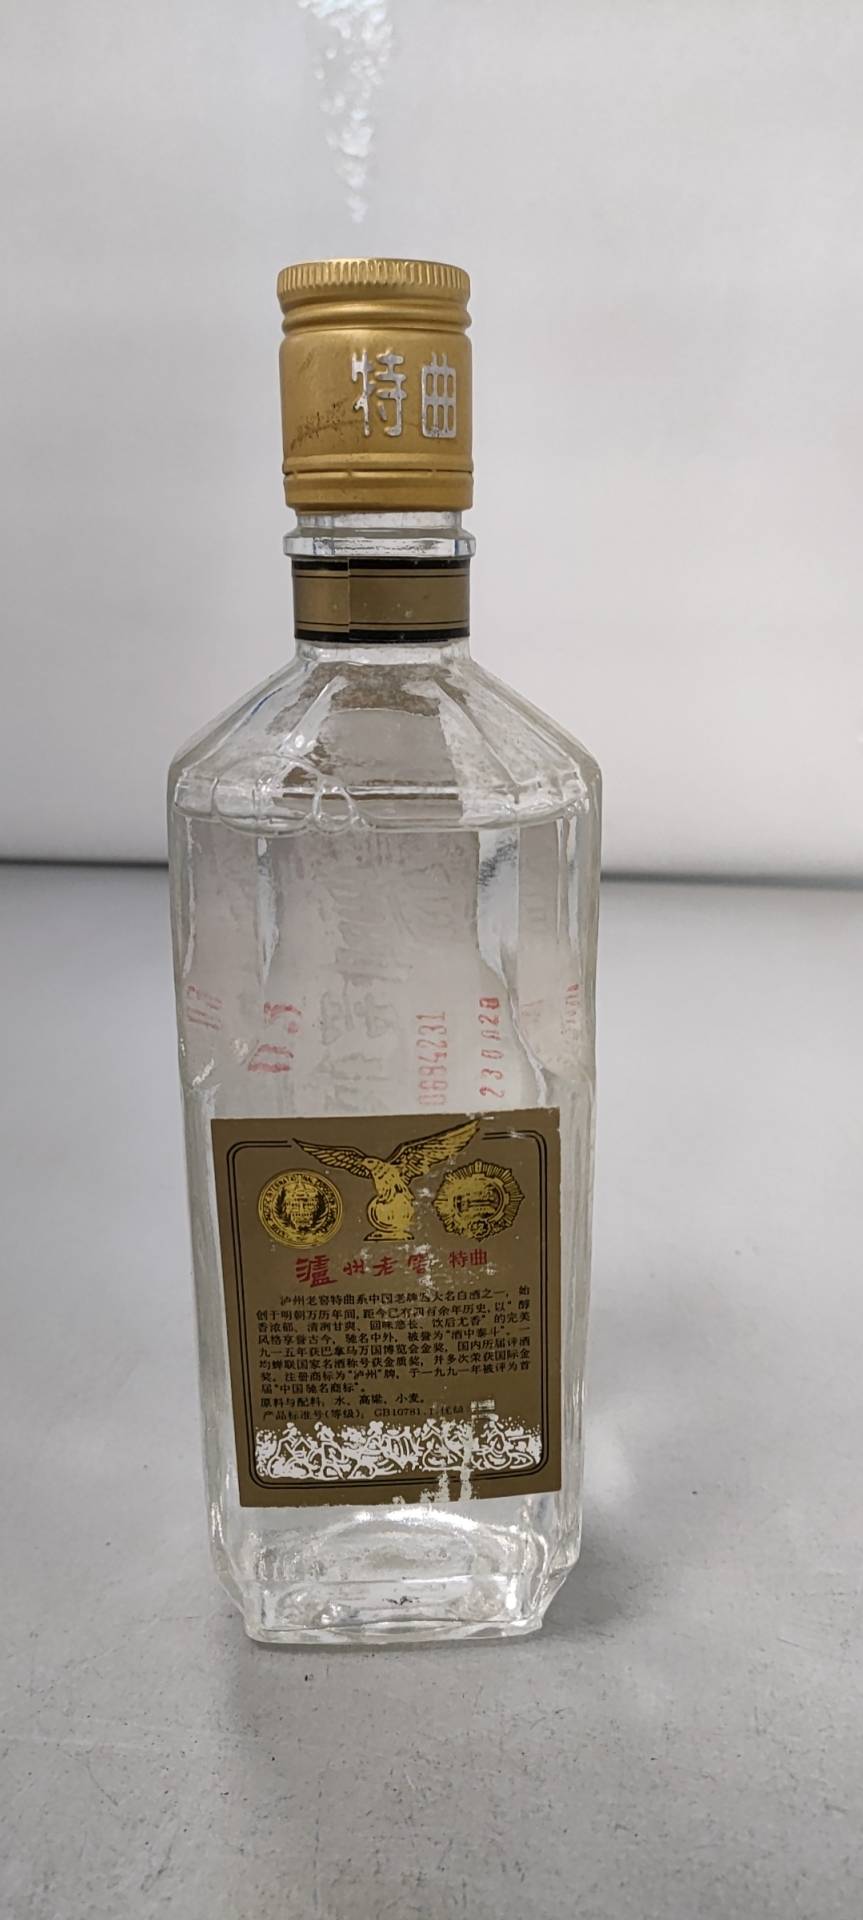 特曲
0694231
泸州老窖 特曲
泸州老窖特曲系中国老牌四大名白酒之一，始
创于明朝万历年间，距今已有四百余年历史，以“醇
香浓郁、清冽甘爽、回味悠长、饮后尤香”的完美
风格享誉古今，驰名中外，被誉为“酒中泰斗”。一
九一五年获巴拿马万国博览会金奖，国内历届评酒
均蝉联国家名酒称号获金质奖，并多次荣获国际金
奖。注册商标为“泸州”牌，于一九九一年被评为首
届“中国驰名商标”。
原料与配料：水、高粱、小麦。
产品标准号(等级)：GB10781.1 优级